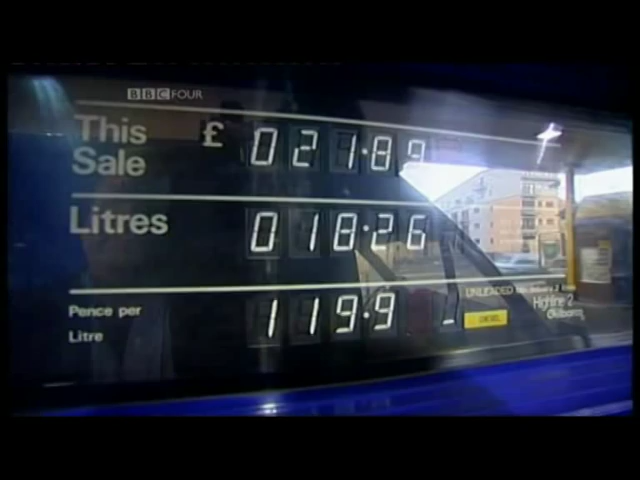 BBC FOUR
This Sale £ 021.89
Litres 018.26
Pence per Litre 119.9
UNLEADED
DIESEL
Highline 2